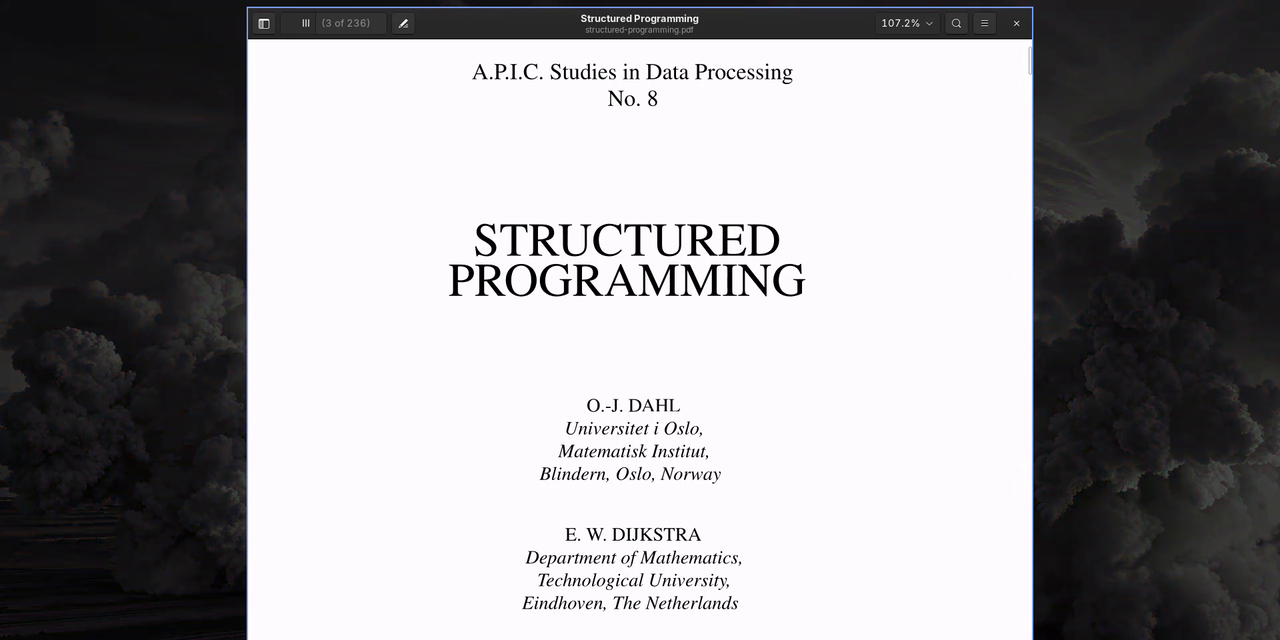 III (3 of 236)
Structured Programming
structured-programming.pdf
107.2%
A.P.I.C. Studies in Data Processing
No. 8
STRUCTURED
PROGRAMMING
O.-J. DAHL
Universitet i Oslo,
Matematisk Institut,
Blindern, Oslo, Norway
E. W. DIJKSTRA
Department of Mathematics,
Technological University,
Eindhoven, The Netherlands